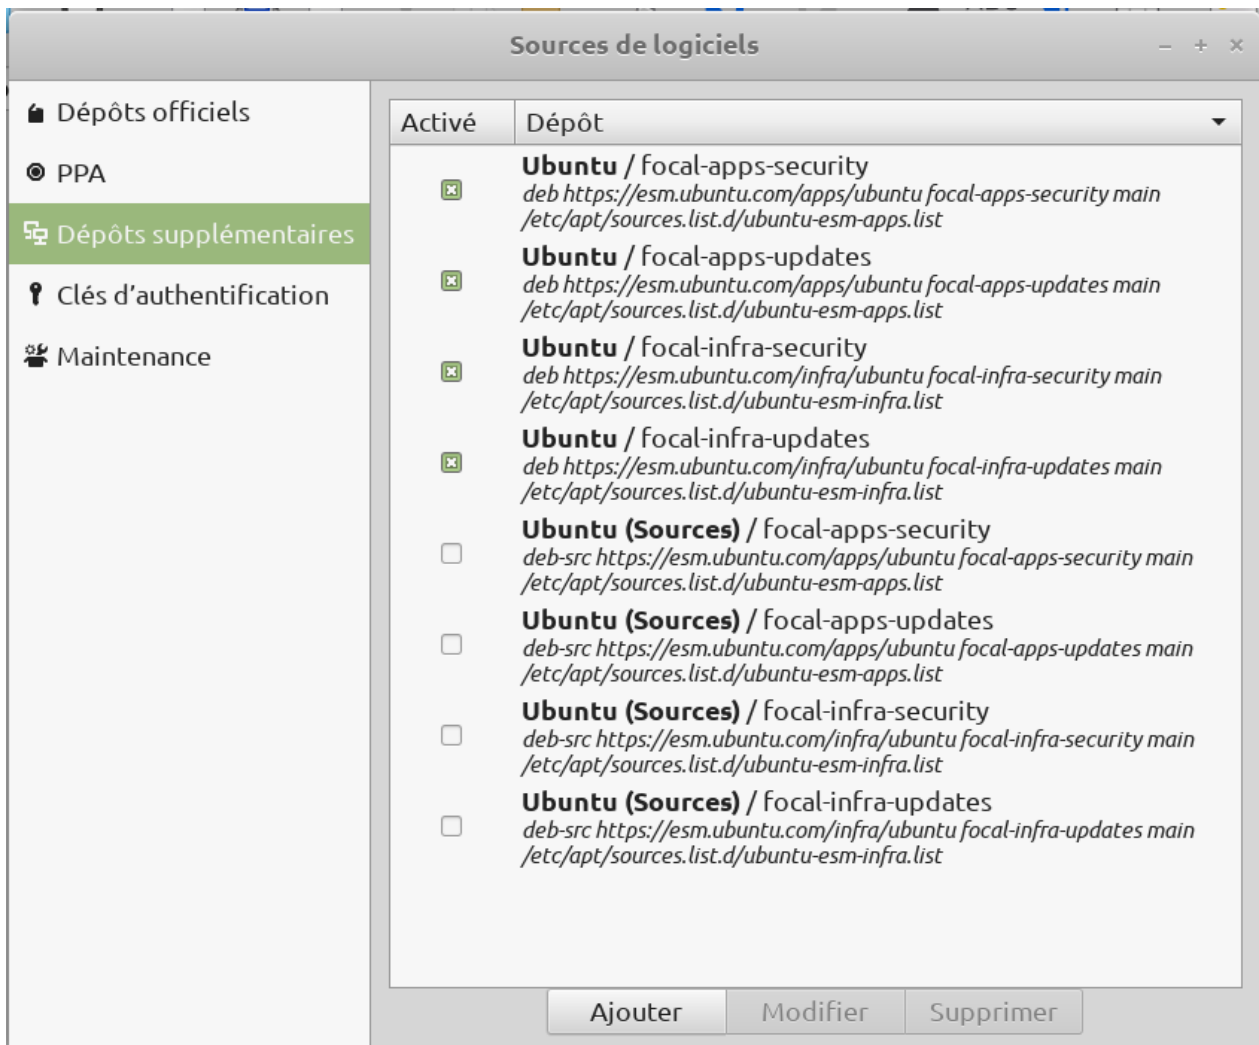 Sources de logiciels
Dépôts officiels
PPA
Dépôts supplémentaires
Clés d’authentification
Maintenance
Activé Dépôt
Ubuntu / focal-apps-security
deb https://esm.ubuntu.com/apps/ubuntu focal-apps-security main
/etc/apt/sources.list.d/ubuntu-esm-apps.list
Ubuntu / focal-apps-updates
deb https://esm.ubuntu.com/apps/ubuntu focal-apps-updates main
/etc/apt/sources.list.d/ubuntu-esm-apps.list
Ubuntu / focal-infra-security
deb https://esm.ubuntu.com/infra/ubuntu focal-infra-security main
/etc/apt/sources.list.d/ubuntu-esm-infra.list
Ubuntu / focal-infra-updates
deb https://esm.ubuntu.com/infra/ubuntu focal-infra-updates main
/etc/apt/sources.list.d/ubuntu-esm-infra.list
Ubuntu (Sources) / focal-apps-security
deb-src https://esm.ubuntu.com/apps/ubuntu focal-apps-security main
/etc/apt/sources.list.d/ubuntu-esm-apps.list
Ubuntu (Sources) / focal-apps-updates
deb-src https://esm.ubuntu.com/apps/ubuntu focal-apps-updates main
/etc/apt/sources.list.d/ubuntu-esm-apps.list
Ubuntu (Sources) / focal-infra-security
deb-src https://esm.ubuntu.com/infra/ubuntu focal-infra-security main
/etc/apt/sources.list.d/ubuntu-esm-infra.list
Ubuntu (Sources) / focal-infra-updates
deb-src https://esm.ubuntu.com/infra/ubuntu focal-infra-updates main
/etc/apt/sources.list.d/ubuntu-esm-infra.list
Ajouter Modifier Supprimer